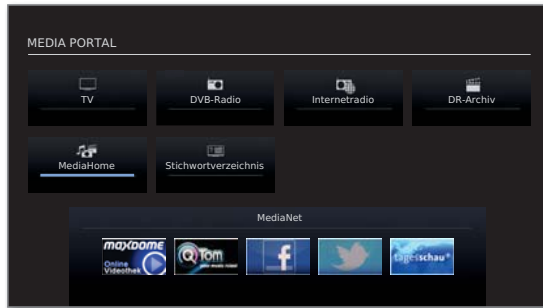 MEDIA PORTAL
TV
DVB-Radio
Internetradio
DR-Archiv
MediaHome
Stichwortverzeichnis
MediaNet
maxdome
Online
Videothek
QTom
f
tagesschau